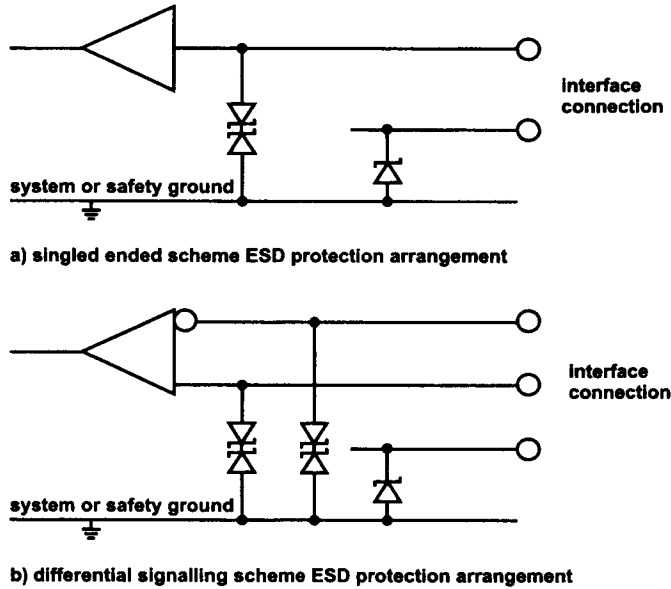 interface
connection
system or safety ground
a) singled ended scheme ESD protection arrangement
interface
connection
system or safety ground
b) differential signalling scheme ESD protection arrangement